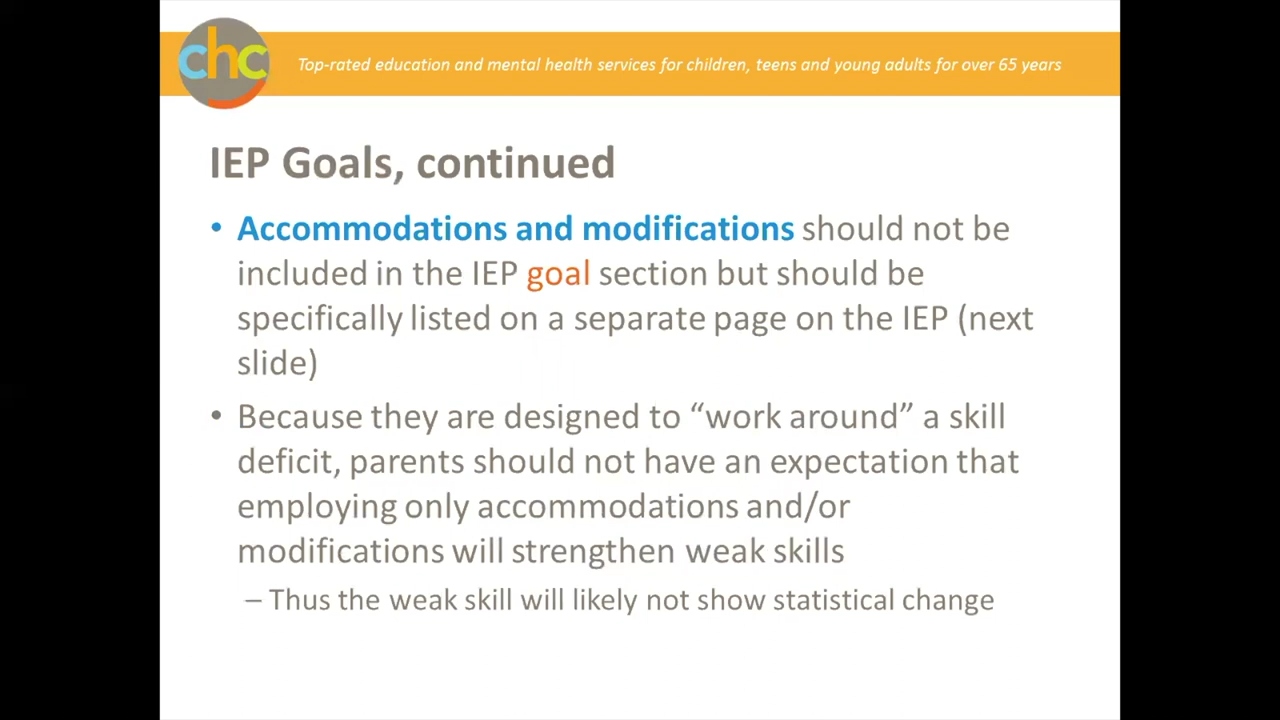 chc
Top-rated education and mental health services for children, teens and young adults for over 65 years
IEP Goals, continued
• Accommodations and modifications should not be
included in the IEP goal section but should be
specifically listed on a separate page on the IEP (next
slide)
• Because they are designed to “work around” a skill
deficit, parents should not have an expectation that
employing only accommodations and/or
modifications will strengthen weak skills
– Thus the weak skill will likely not show statistical change